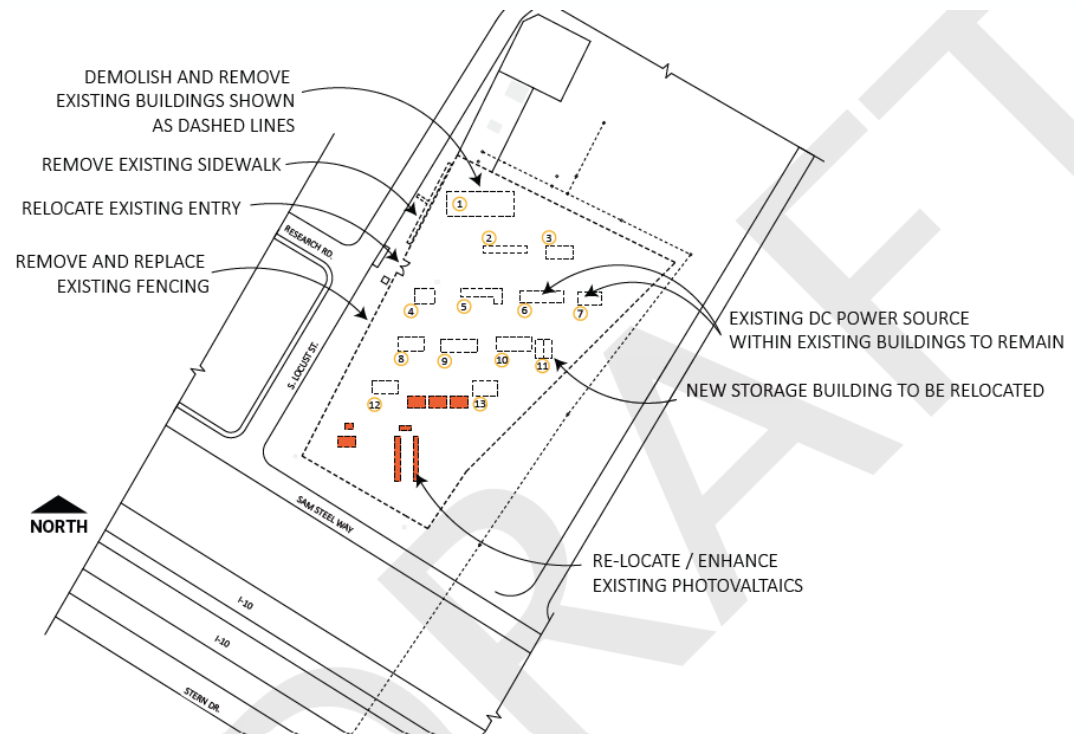 DEMOLISH AND REMOVE
EXISTING BUILDINGS SHOWN
AS DASHED LINES
REMOVE EXISTING SIDEWALK
RELOCATE EXISTING ENTRY
REMOVE AND REPLACE
EXISTING FENCING
RESEARCH RD.
S. LOCUST ST.
1
2
3
4
5
6
7
8
9
10
11
12
13
EXISTING DC POWER SOURCE
WITHIN EXISTING BUILDINGS TO REMAIN
NEW STORAGE BUILDING TO BE RELOCATED
NORTH
SAM STEEL WAY
RE-LOCATE / ENHANCE
EXISTING PHOTOVALTAICS
I-10
I-10
STERN DR.
DRAFT